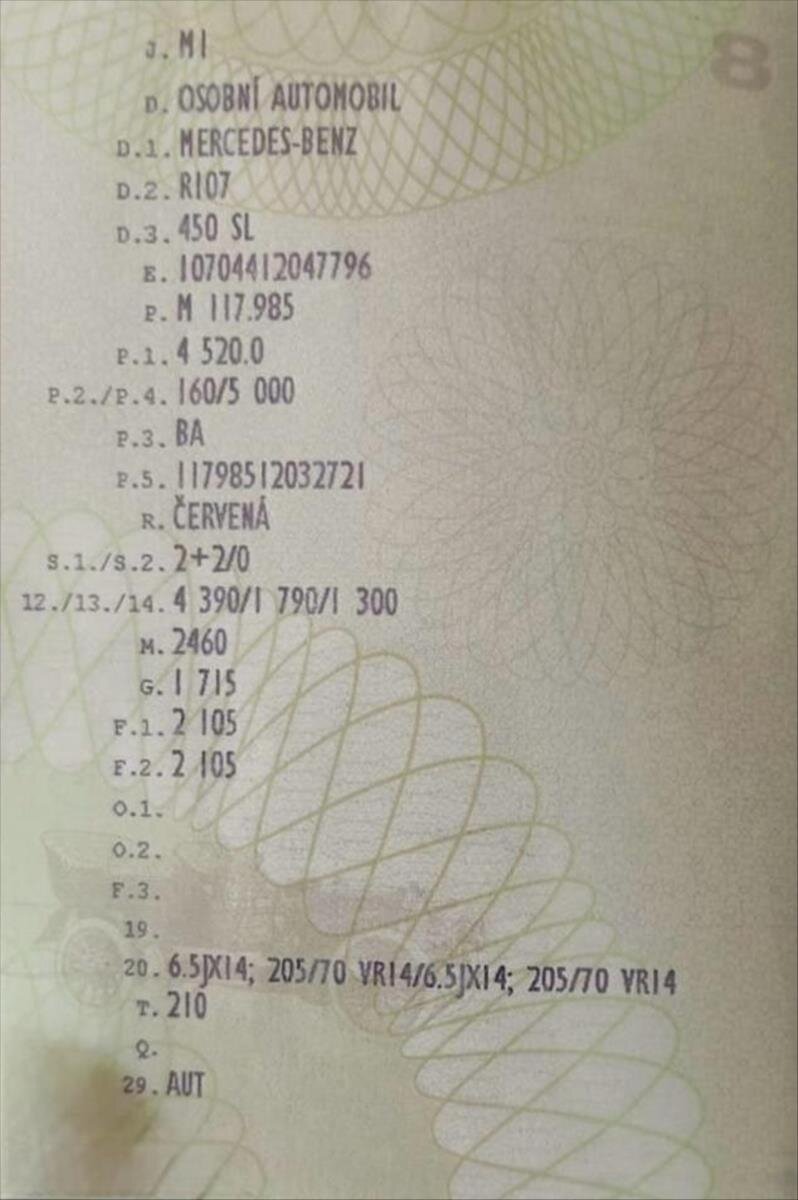 8
J. M1
D. OSOBNÍ AUTOMOBIL
D.1. MERCEDES-BENZ
D.2. R107
D.3. 450 SL
E. 10704412047796
P. M 117.985
P.1. 4 520.0
P.2./P.4. 160/5 000
P.3. BA
P.5. 11798512032721
R. ČERVENÁ
S.1./S.2. 2+2/0
12./13./14. 4 390/1 790/1 300
M. 2460
G. 1 715
F.1. 2 105
F.2. 2 105
O.1.
O.2.
F.3.
19.
20. 6.5JX14; 205/70 VR14/6.5JX14; 205/70 VR14
T. 210
Q.
29. AUT